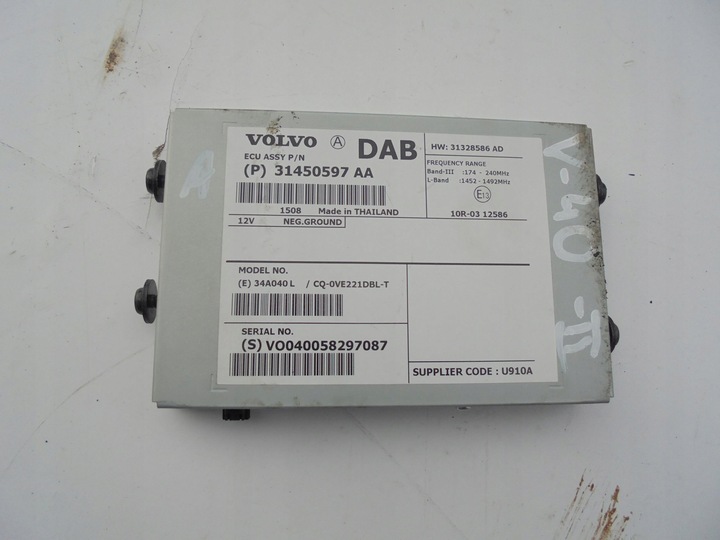 VOLVO A DAB
ECU ASSY P/N
(P) 31450597 AA
1508 Made in THAILAND
12V NEG.GROUND
HW: 31328586 AD
FREQUENCY RANGE
Band-III :174 - 240MHz
L-Band :1452 - 1492MHz
E13
10R-03 12586
MODEL NO.
(E) 34A040 L / CQ-0VE221DBL-T
SERIAL NO.
(S) VO040058297087
SUPPLIER CODE : U910A
A
V-40 -II